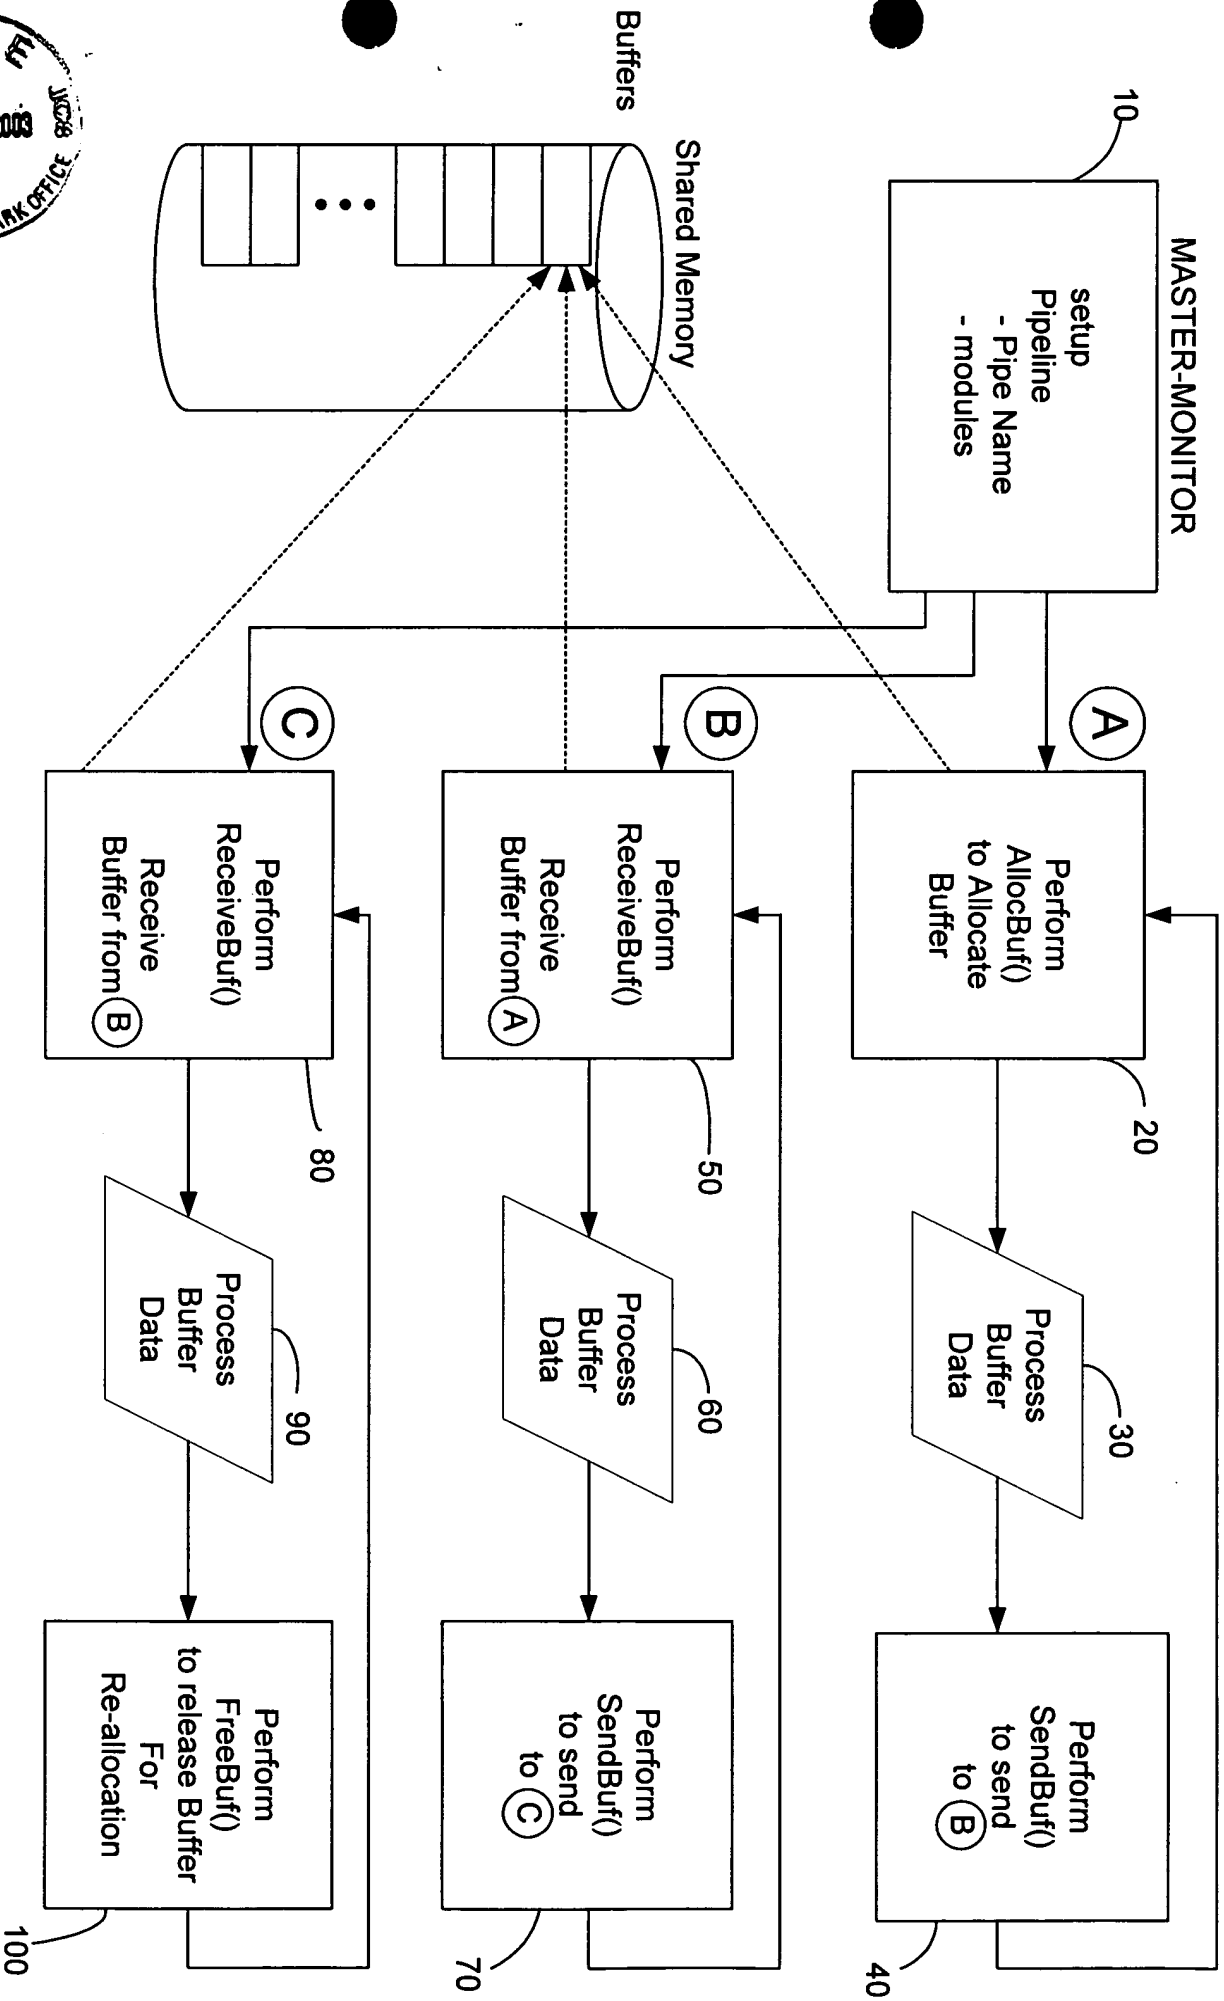 MASTER-MONITOR
10
setup
Pipeline
- Pipe Name
- modules
Shared Memory
Buffers
A
Perform
AllocBuf()
to Allocate
Buffer
20
Process
Buffer
Data
30
Perform
SendBuf()
to send
to B
40
B
Perform
ReceiveBuf()
Receive
Buffer from A
50
Process
Buffer
Data
60
Perform
SendBuf()
to send
to C
70
C
Perform
ReceiveBuf()
Receive
Buffer from B
80
Process
Buffer
Data
90
Perform
FreeBuf()
to release Buffer
For
Re-allocation
100
OFFICE